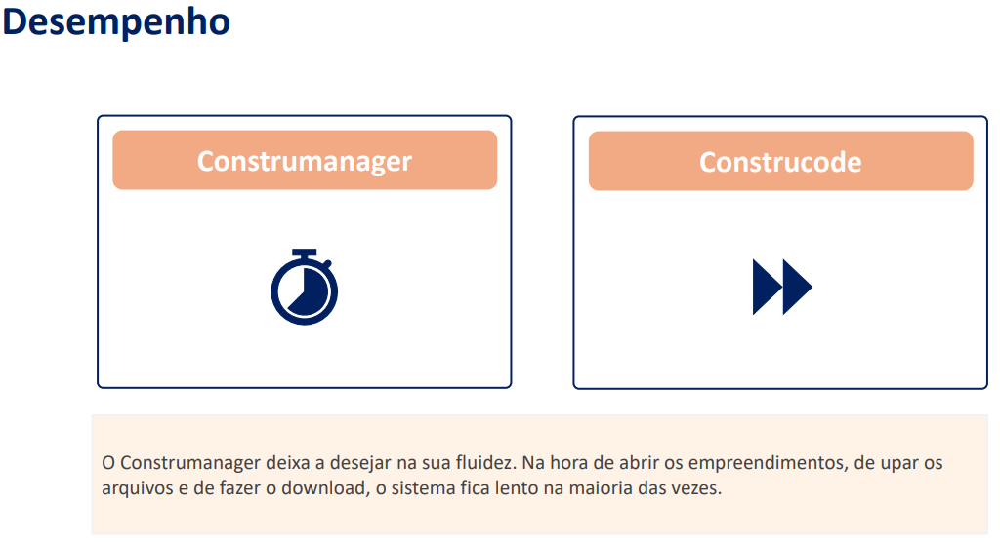 Desempenho
Construmanager
Construcode
O Construmanager deixa a desejar na sua fluidez. Na hora de abrir os empreendimentos, de upar os
arquivos e de fazer o download, o sistema fica lento na maioria das vezes.